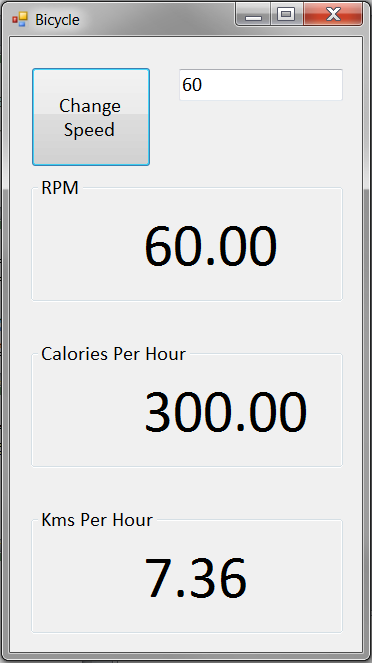 Bicycle
Change
Speed
60
RPM
60.00
Calories Per Hour
300.00
Kms Per Hour
7.36